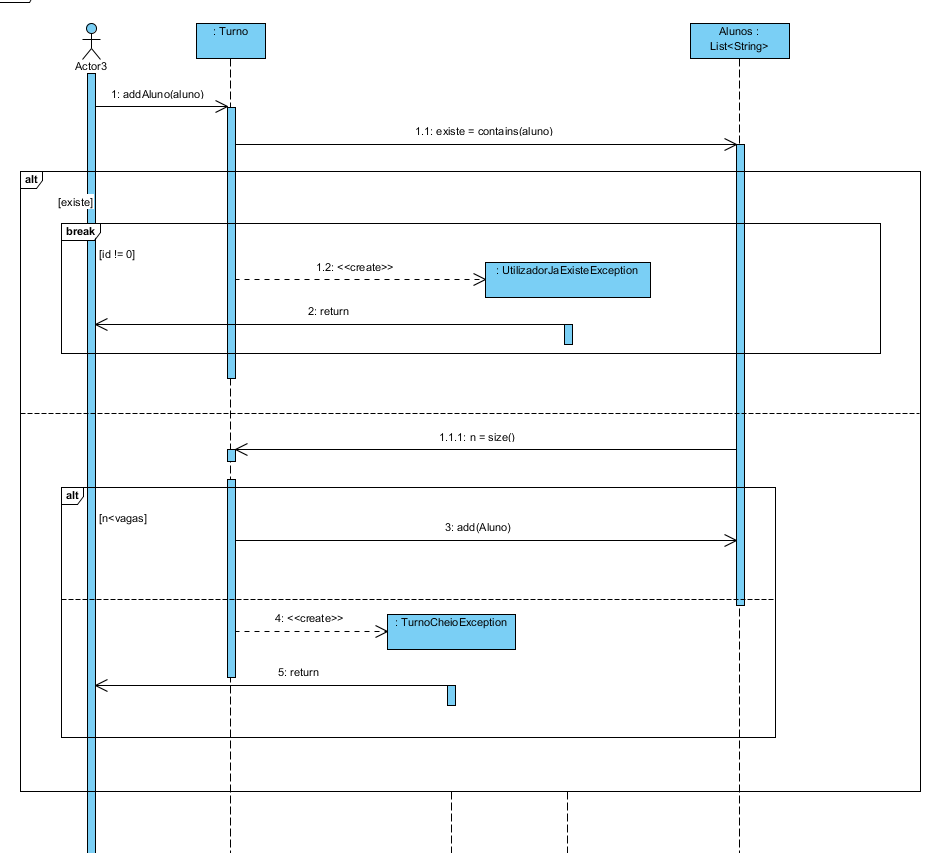 : Turno
Alunos :
List<String>
Actor3
1: addAluno(aluno)
1.1: existe = contains(aluno)
alt
[existe]
break
[id != 0]
1.2: <<create>>
: UtilizadorJaExisteException
2: return
1.1.1: n = size()
alt
[n<vagas]
3: add(Aluno)
4: <<create>>
: TurnoCheioException
5: return